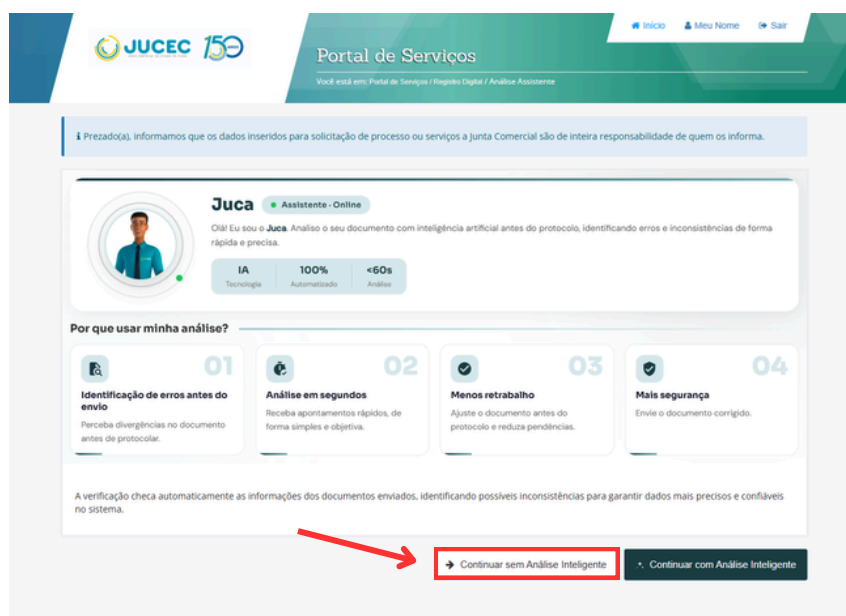 Início
Meu Nome
Sair
JUCEC 150
Portal de Serviços
Você está em: Portal de Serviços / Registro Digital / Análise Assistente
Prezado(a), informamos que os dados inseridos para solicitação de processo ou serviços a Junta Comercial são de inteira responsabilidade de quem os informa.
Juca
Assistente - Online
Olá! Eu sou o Juca. Analiso o seu documento com inteligência artificial antes do protocolo, identificando erros e inconsistências de forma
rápida e precisa.
IA
Tecnologia
100%
Automatizado
<60s
Análise
Por que usar minha análise?
01
Identificação de erros antes do
envio
Perceba divergências no documento
antes de protocolar.
02
Análise em segundos
Receba apontamentos rápidos, de
forma simples e objetiva.
03
Menos retrabalho
Ajuste o documento antes do
protocolo e reduza pendências.
04
Mais segurança
Envie o documento corrigido.
A verificação checa automaticamente as informações dos documentos enviados, identificando possíveis inconsistências para garantir dados mais precisos e confiáveis
no sistema.
Continuar sem Análise Inteligente
Continuar com Análise Inteligente